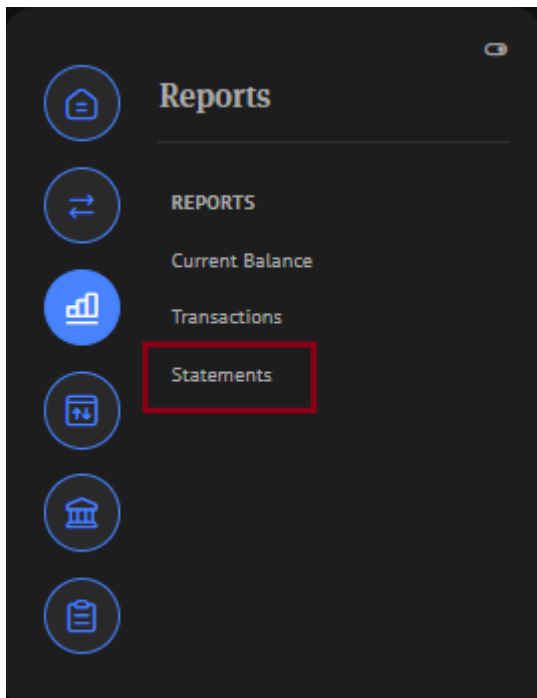 Reports
REPORTS
Current Balance
Transactions
Statements